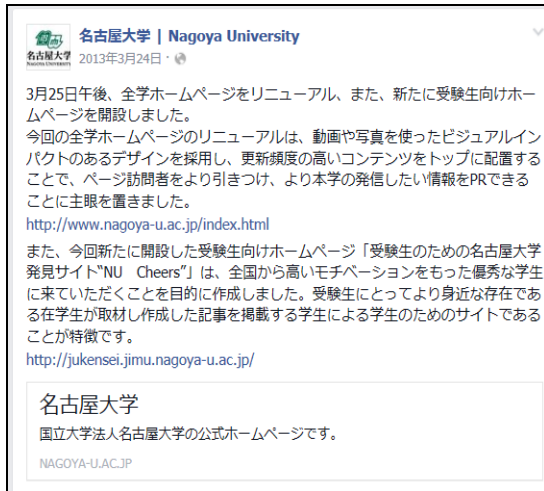 名古屋大学 | Nagoya University
名古屋大学
NAGOYA UNIVERSITY
2013年3月24日 ·
3月25日午後、全学ホームページをリニューアル、また、新たに受験生向けホー
ムページを開設しました。
今回の全学ホームページのリニューアルは、動画や写真を使ったビジュアルイン
パクトのあるデザインを採用し、更新頻度の高いコンテンツをトップに配置する
ことで、ページ訪問者をより引きつけ、より本学の発信したい情報をPRできる
ことに主眼を置きました。
http://www.nagoya-u.ac.jp/index.html
また、今回新たに開設した受験生向けホームページ「受験生のための名古屋大学
発見サイト"NU　Cheers"」は、全国から高いモチベーションをもった優秀な学生
に来ていただくことを目的に作成しました。受験生にとってより身近な存在であ
る在学生が取材し作成した記事を掲載する学生による学生のためのサイトである
ことが特徴です。
http://jukensei.jimu.nagoya-u.ac.jp/
名古屋大学
国立大学法人名古屋大学の公式ホームページです。
NAGOYA-U.AC.JP